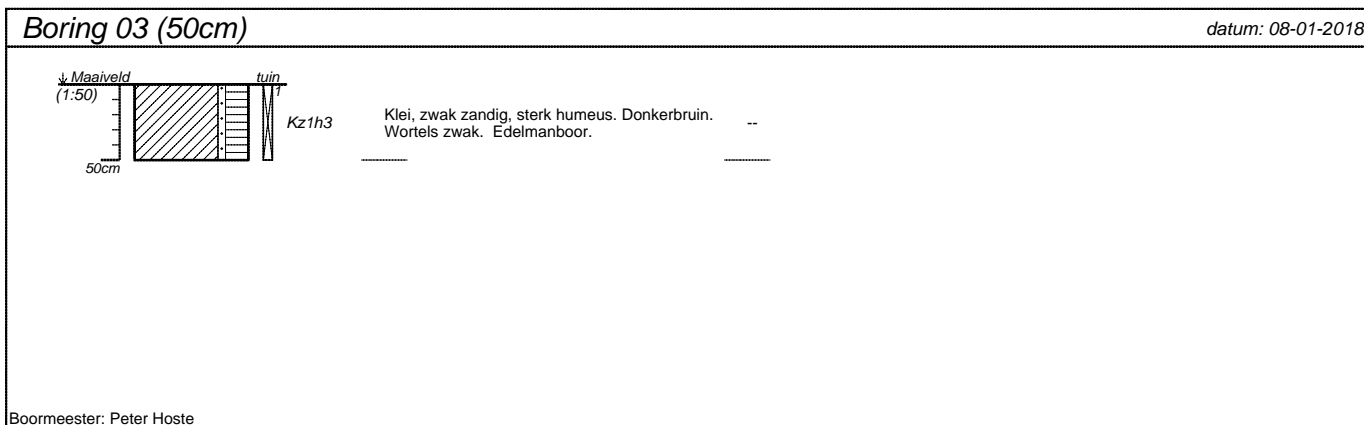 Boring 03 (50cm)
datum: 08-01-2018
Maaiveld
tuin
(1:50)
1
Kz1h3
Klei, zwak zandig, sterk humeus. Donkerbruin.
Wortels zwak. Edelmanboor.
--
50cm
Boormeester: Peter Hoste